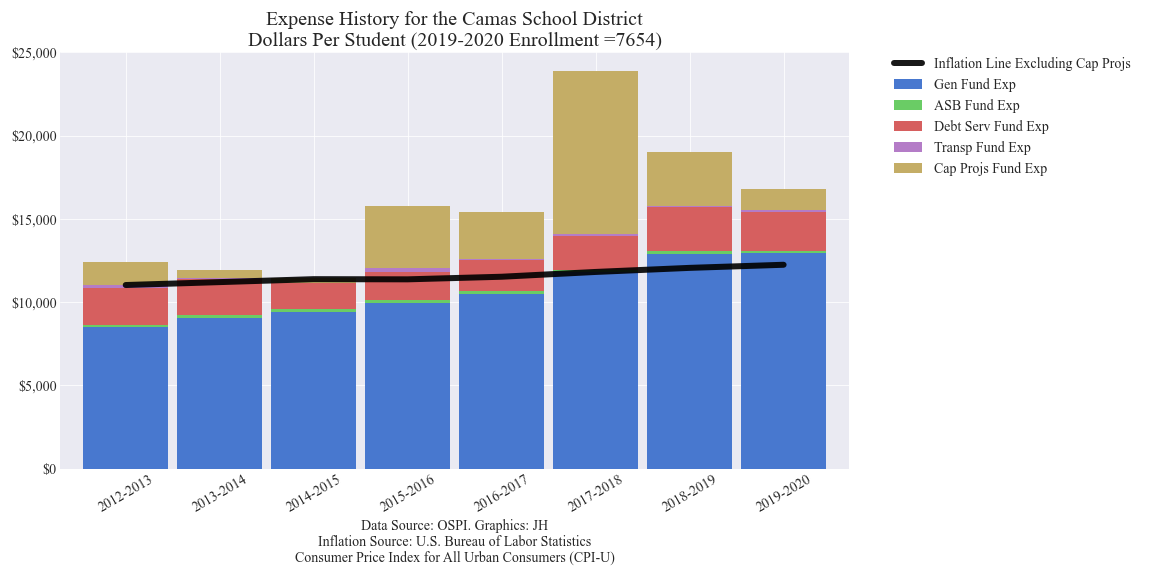 Expense History for the Camas School District
Dollars Per Student (2019-2020 Enrollment =7654)
$25,000
$20,000
$15,000
$10,000
$5,000
$0
2012-2013
2013-2014
2014-2015
2015-2016
2016-2017
2017-2018
2018-2019
2019-2020
Inflation Line Excluding Cap Projs
Gen Fund Exp
ASB Fund Exp
Debt Serv Fund Exp
Transp Fund Exp
Cap Projs Fund Exp
Data Source: OSPI. Graphics: JH
Inflation Source: U.S. Bureau of Labor Statistics
Consumer Price Index for All Urban Consumers (CPI-U)